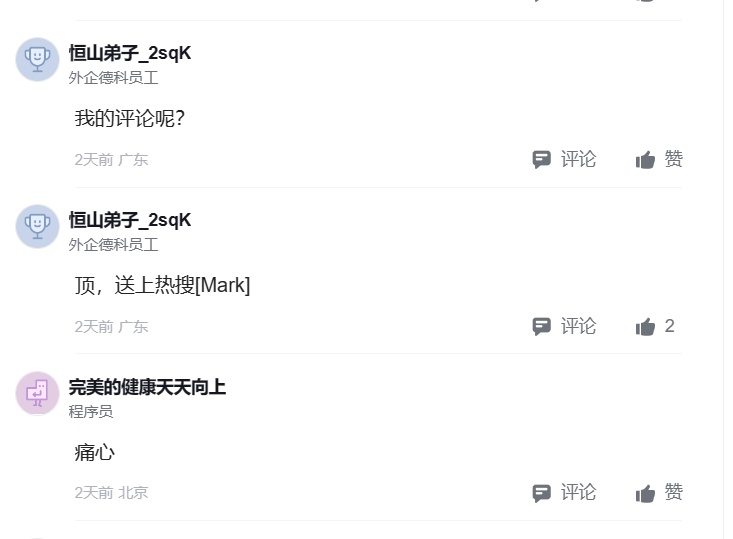 恒山弟子_2sqK
外企德科员工
我的评论呢？
2天前 广东
评论 赞
恒山弟子_2sqK
外企德科员工
顶，送上热搜[Mark]
2天前 广东
评论 2
完美的健康天天向上
程序员
痛心
2天前 北京
评论 赞